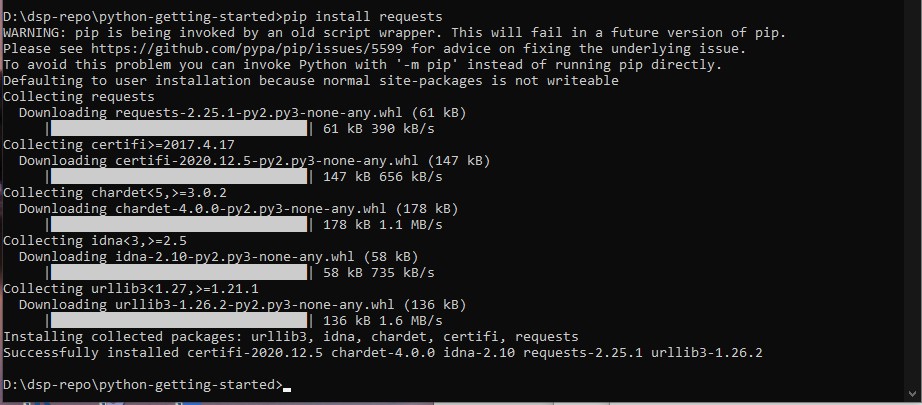 D:\dsp-repo\python-getting-started>pip install requests
WARNING: pip is being invoked by an old script wrapper. This will fail in a future version of pip.
Please see https://github.com/pypa/pip/issues/5599 for advice on fixing the underlying issue.
To avoid this problem you can invoke Python with '-m pip' instead of running pip directly.
Defaulting to user installation because normal site-packages is not writeable
Collecting requests
  Downloading requests-2.25.1-py2.py3-none-any.whl (61 kB)
     |████████████████████████████████| 61 kB 390 kB/s
Collecting certifi>=2017.4.17
  Downloading certifi-2020.12.5-py2.py3-none-any.whl (147 kB)
     |████████████████████████████████| 147 kB 656 kB/s
Collecting chardet<5,>=3.0.2
  Downloading chardet-4.0.0-py2.py3-none-any.whl (178 kB)
     |████████████████████████████████| 178 kB 1.1 MB/s
Collecting idna<3,>=2.5
  Downloading idna-2.10-py2.py3-none-any.whl (58 kB)
     |████████████████████████████████| 58 kB 735 kB/s
Collecting urllib3<1.27,>=1.21.1
  Downloading urllib3-1.26.2-py2.py3-none-any.whl (136 kB)
     |████████████████████████████████| 136 kB 1.6 MB/s
Installing collected packages: urllib3, idna, chardet, certifi, requests
Successfully installed certifi-2020.12.5 chardet-4.0.0 idna-2.10 requests-2.25.1 urllib3-1.26.2
D:\dsp-repo\python-getting-started>